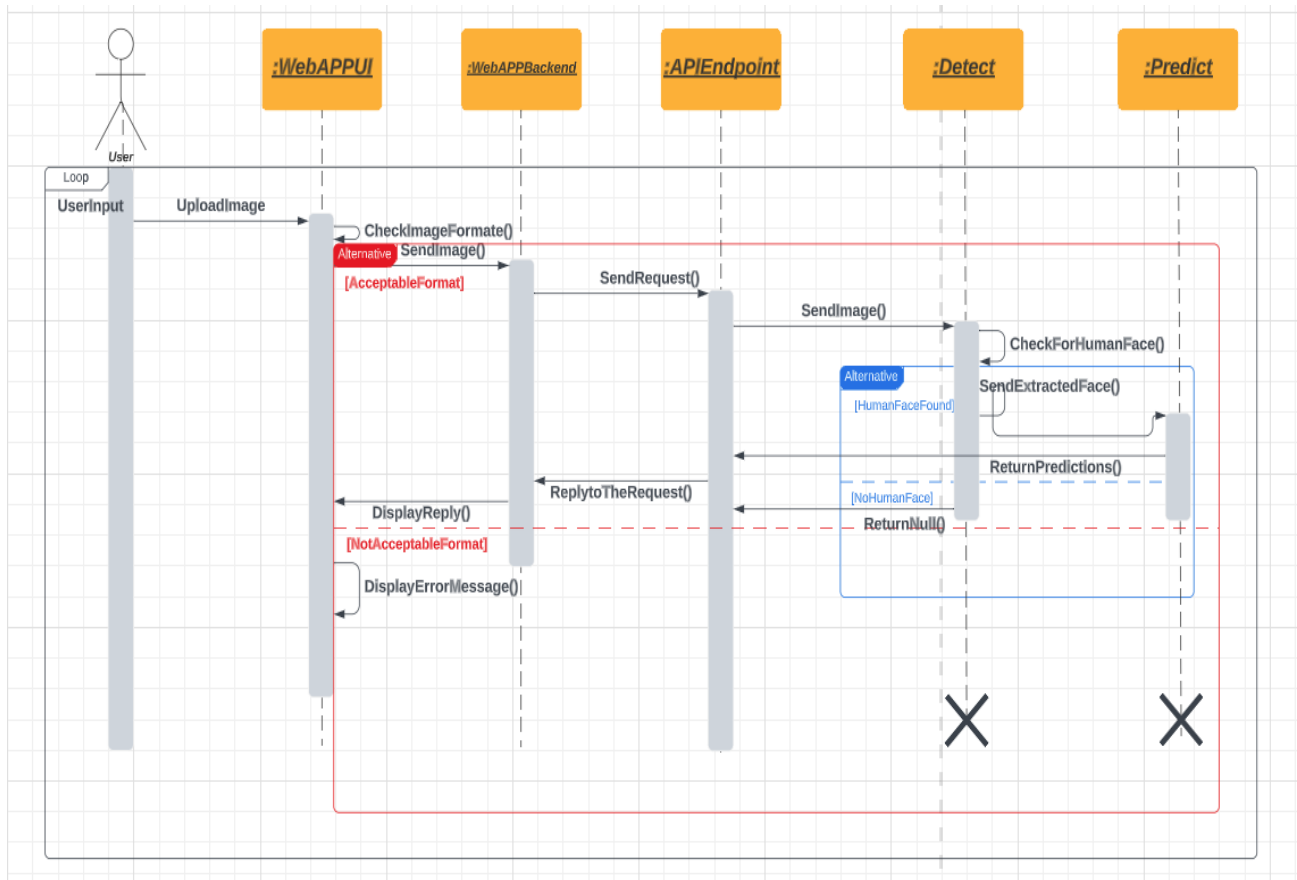 :WebAPPUI
:WebAPPBackend
:APIEndpoint
:Detect
:Predict
User
Loop
UserInput
UploadImage
CheckImageFormate()
Alternative
SendImage()
[AcceptableFormat]
SendRequest()
SendImage()
CheckForHumanFace()
Alternative
SendExtractedFace()
[HumanFaceFound]
ReturnPredictions()
ReplytoTheRequest()
[NoHumanFace]
DisplayReply()
ReturnNull()
[NotAcceptableFormat]
DisplayErrorMessage()